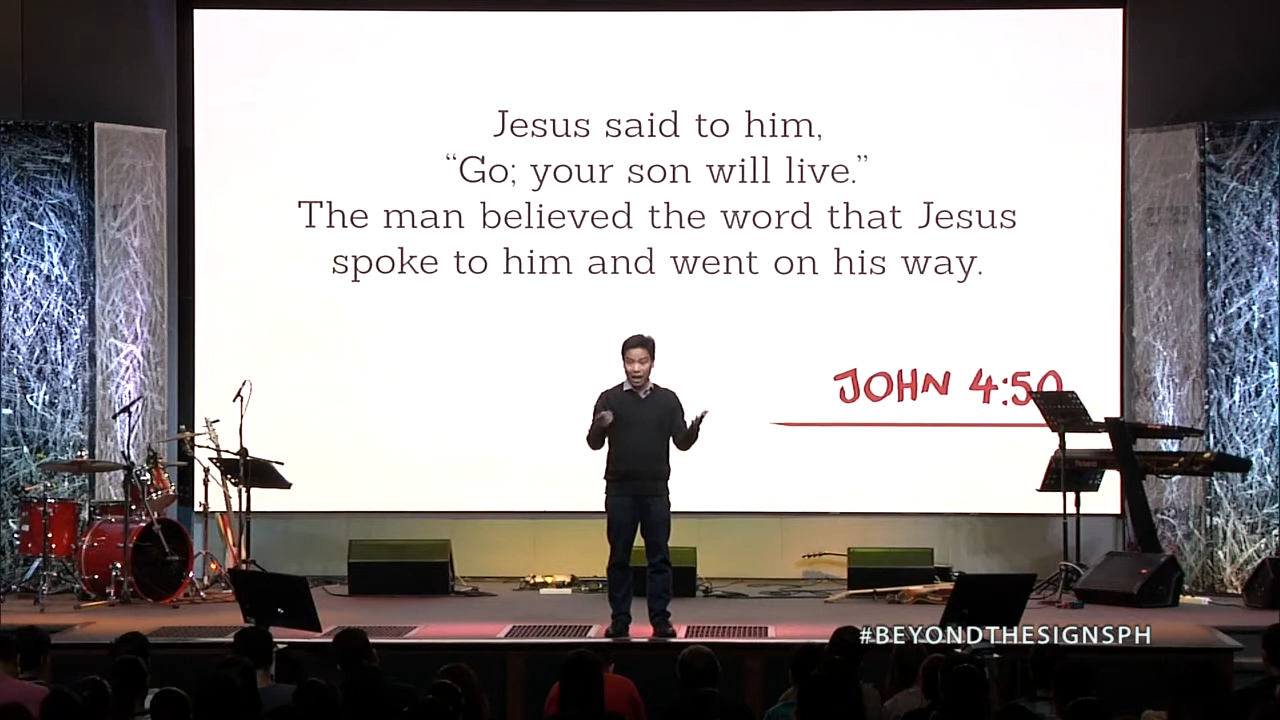 Jesus said to him,
“Go; your son will live.”
The man believed the word that Jesus
spoke to him and went on his way.
JOHN 4:50
Roland
#BEYONDTHESIGNSPH